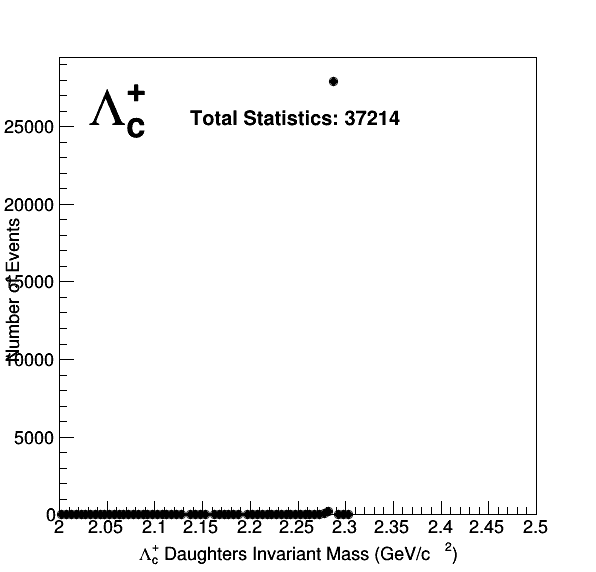 Λc+
Total Statistics: 37214
Number of Events
25000
20000
15000
10000
5000
0
2 2.05 2.1 2.15 2.2 2.25 2.3 2.35 2.4 2.45 2.5
Λc+ Daughters Invariant Mass (GeV/c 2)